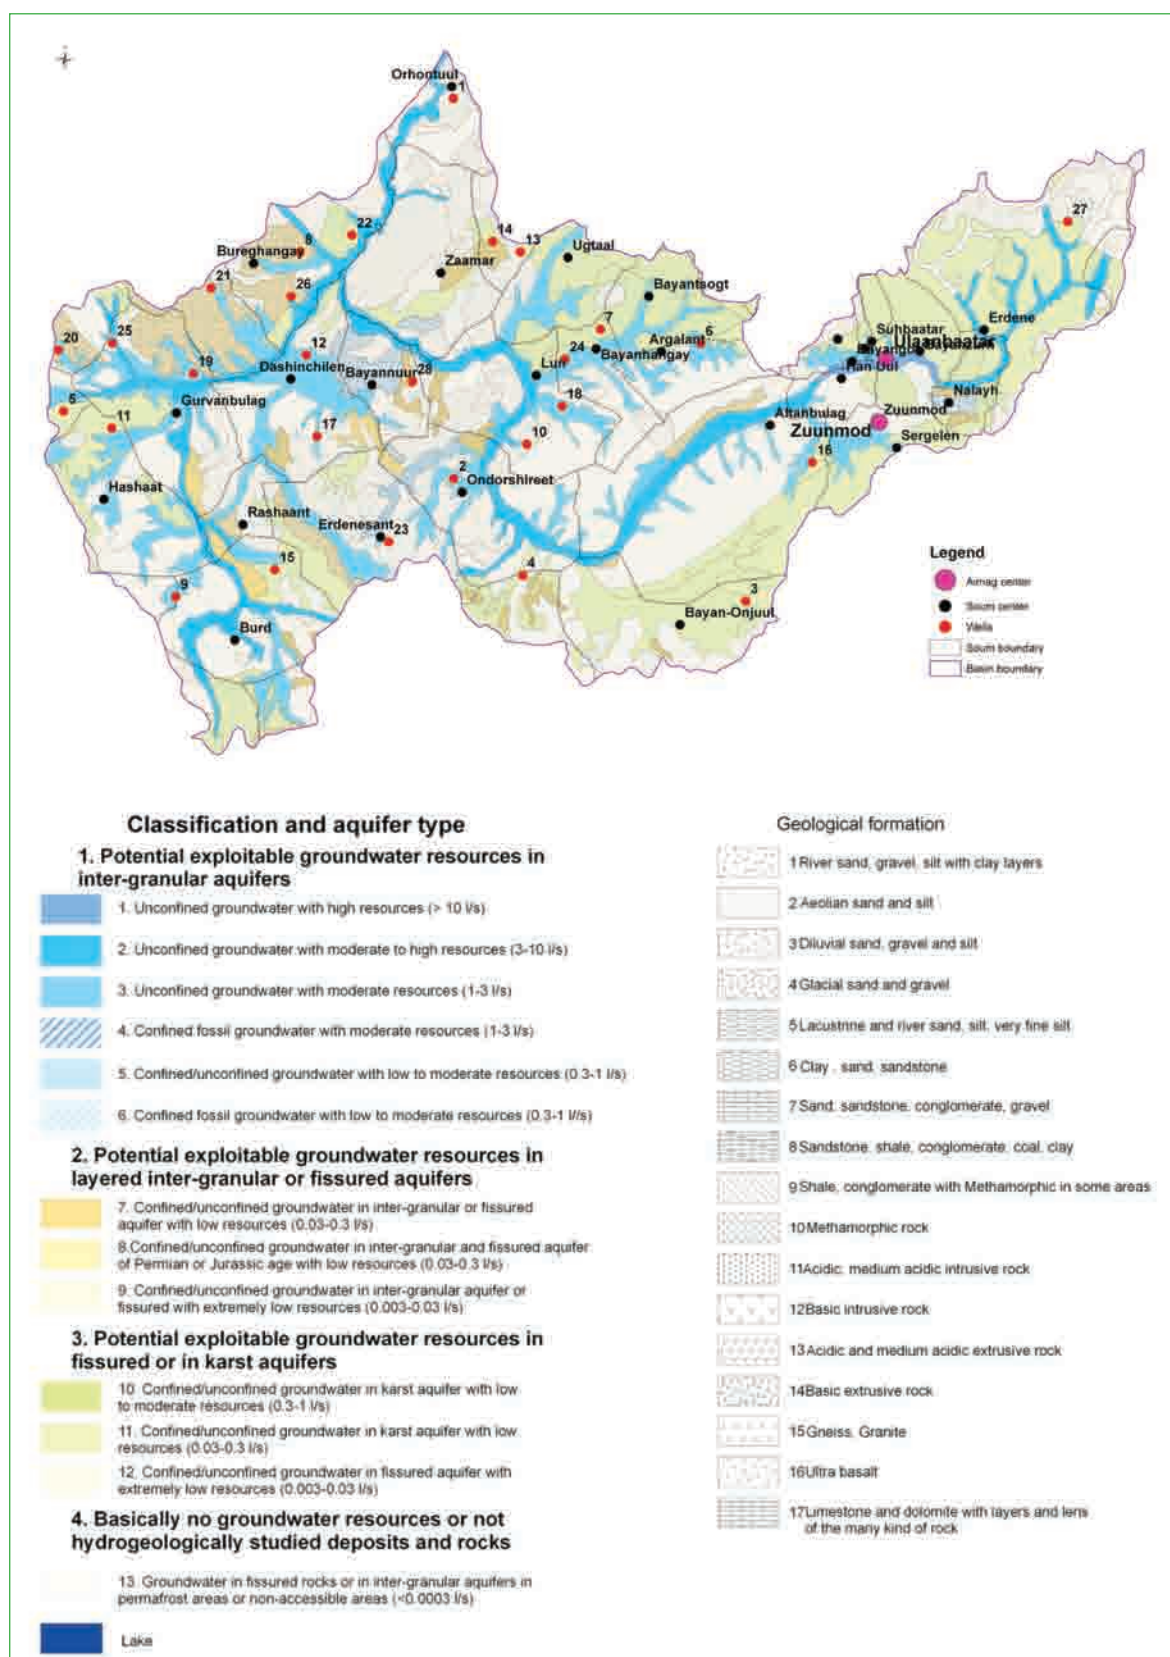 Orhontuul
1
27
22
14
13
8
Ugtaal
Bureghangay
Zaamar
21
26
Bayantsogt
7
Argalant
6
Erdene
25
20
Suhbaatar
Ulaanbaatar
12
24
Bayanhangay
19
Dashinchilen
Bayannuur
28
Lun
Han Uul
5
Gurvanbulag
18
Nalayh
11
Altanbulag
Zuunmod
17
10
Zuunmod
Sergelen
16
2
Hashaat
Ondorshireet
Rashaant
Erdenesant
23
15
4
Legend
9
3
Aimag center
Burd
Bayan-Onjuul
Soum center
Wells
Soum boundary
Basin boundary
Classification and aquifer type
1. Potential exploitable groundwater resources in
inter-granular aquifers
1. Unconfined groundwater with high resources (> 10 l/s)
2. Unconfined groundwater with moderate to high resources (3-10 l/s)
3. Unconfined groundwater with moderate resources (1-3 l/s)
4. Confined fossil groundwater with moderate resources (1-3 l/s)
5. Confined/unconfined groundwater with low to moderate resources (0.3-1 l/s)
6. Confined fossil groundwater with low to moderate resources (0.3-1 l/s)
2. Potential exploitable groundwater resources in
layered inter-granular or fissured aquifers
7. Confined/unconfined groundwater in inter-granular or fissured
aquifer with low resources (0.03-0.3 l/s)
8.Confined/unconfined groundwater in inter-granular and fissured aquifer
of Permian or Jurassic age with low resources (0.03-0.3 l/s)
9. Confined/unconfined groundwater in inter-granular aquifer or
fissured with extremely low resources (0.003-0.03 l/s)
3. Potential exploitable groundwater resources in
fissured or in karst aquifers
10. Confined/unconfined groundwater in karst aquifer with low
to moderate resources (0.3-1 l/s)
11. Confined/unconfined groundwater in karst aquifer with low
resources (0.03-0.3 l/s)
12. Confined/unconfined groundwater in fissured aquifer with
extremely low resources (0.003-0.03 l/s)
4. Basically no groundwater resources or not
hydrogeologically studied deposits and rocks
13. Groundwater in fissured rocks or in inter-granular aquifers in
permafrost areas or non-accessible areas (<0.0003 l/s)
Lake
Geological formation
1 River sand, gravel, silt with clay layers
2 Aeolian sand and silt
3 Diluvial sand, gravel and silt
4 Glacial sand and gravel
5 Lacustrine and river sand, silt, very fine silt
6 Clay , sand, sandstone
7 Sand, sandstone, conglomerate, gravel
8 Sandstone, shale, conglomerate, coal, clay
9 Shale, conglomerate with Methamorphic in some areas
10 Methamorphic rock
11 Acidic, medium acidic intrusive rock
12 Basic intrusive rock
13 Acidic and medium acidic extrusive rock
14 Basic extrusive rock
15 Gneiss, Granite
16 Ultra basalt
17 Limestone and dolomite with layers and lens
of the many kind of rock